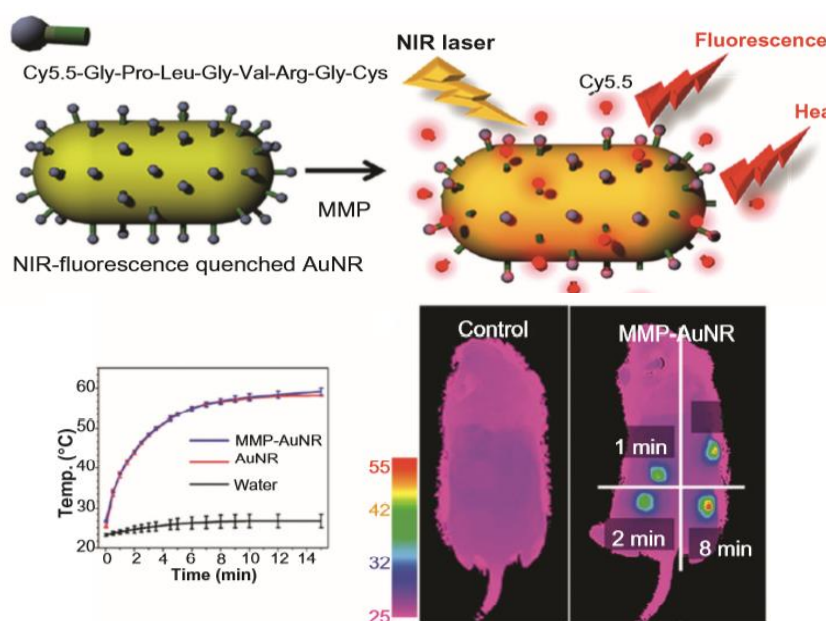 NIR laser
Fluorescence
Cy5.5-Gly-Pro-Leu-Gly-Val-Arg-Gly-Cys
Cy5.5
Hea
MMP
NIR-fluorescence quenched AuNR
Control
MMP-AuNR
60
50
40
30
20
Temp. (°C)
MMP-AuNR
AuNR
Water
0 2 4 6 8 10 12 14
Time (min)
55
42
32
25
1 min
2 min
8 min